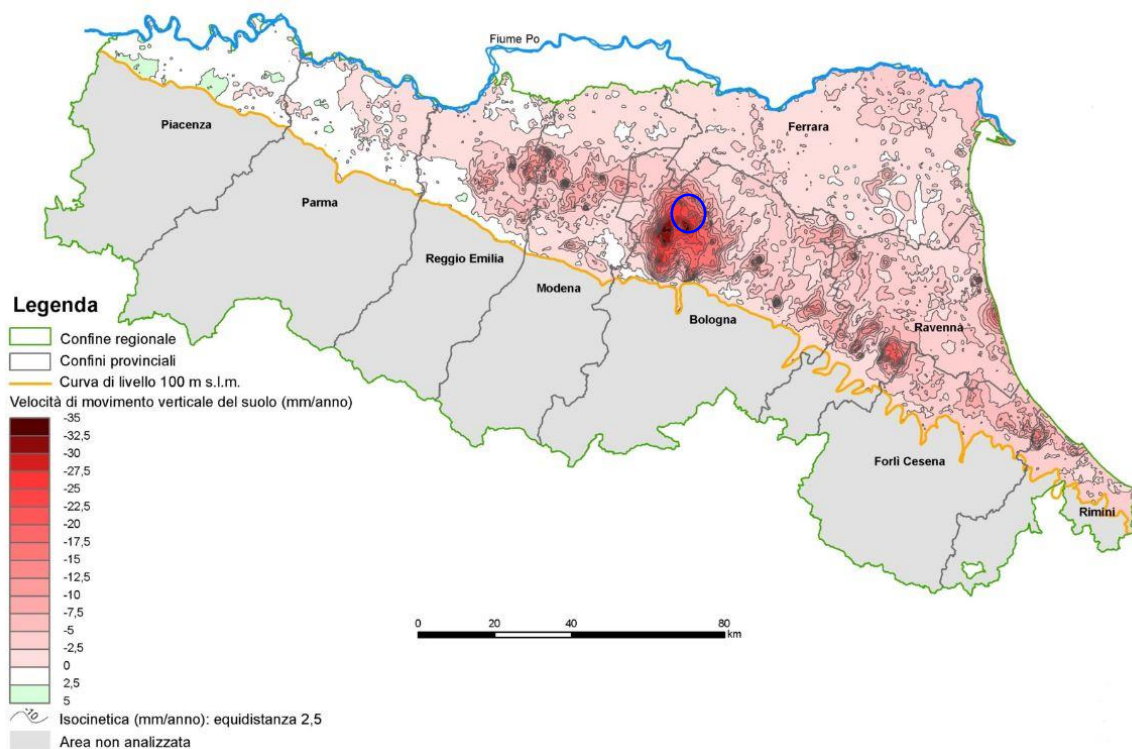 Fiume Po
Piacenza
Ferrara
Parma
Reggio Emilia
Modena
Bologna
Ravenna
Forlì Cesena
Rimini
Legenda
Confine regionale
Confini provinciali
Curva di livello 100 m s.l.m.
Velocità di movimento verticale del suolo (mm/anno)
-35
-32,5
-30
-27,5
-25
-22,5
-20
-17,5
-15
-12,5
-10
-7,5
-5
-2,5
0
2,5
5
-10
Isocinetica (mm/anno): equidistanza 2,5
Area non analizzata
0 20 40 80
km